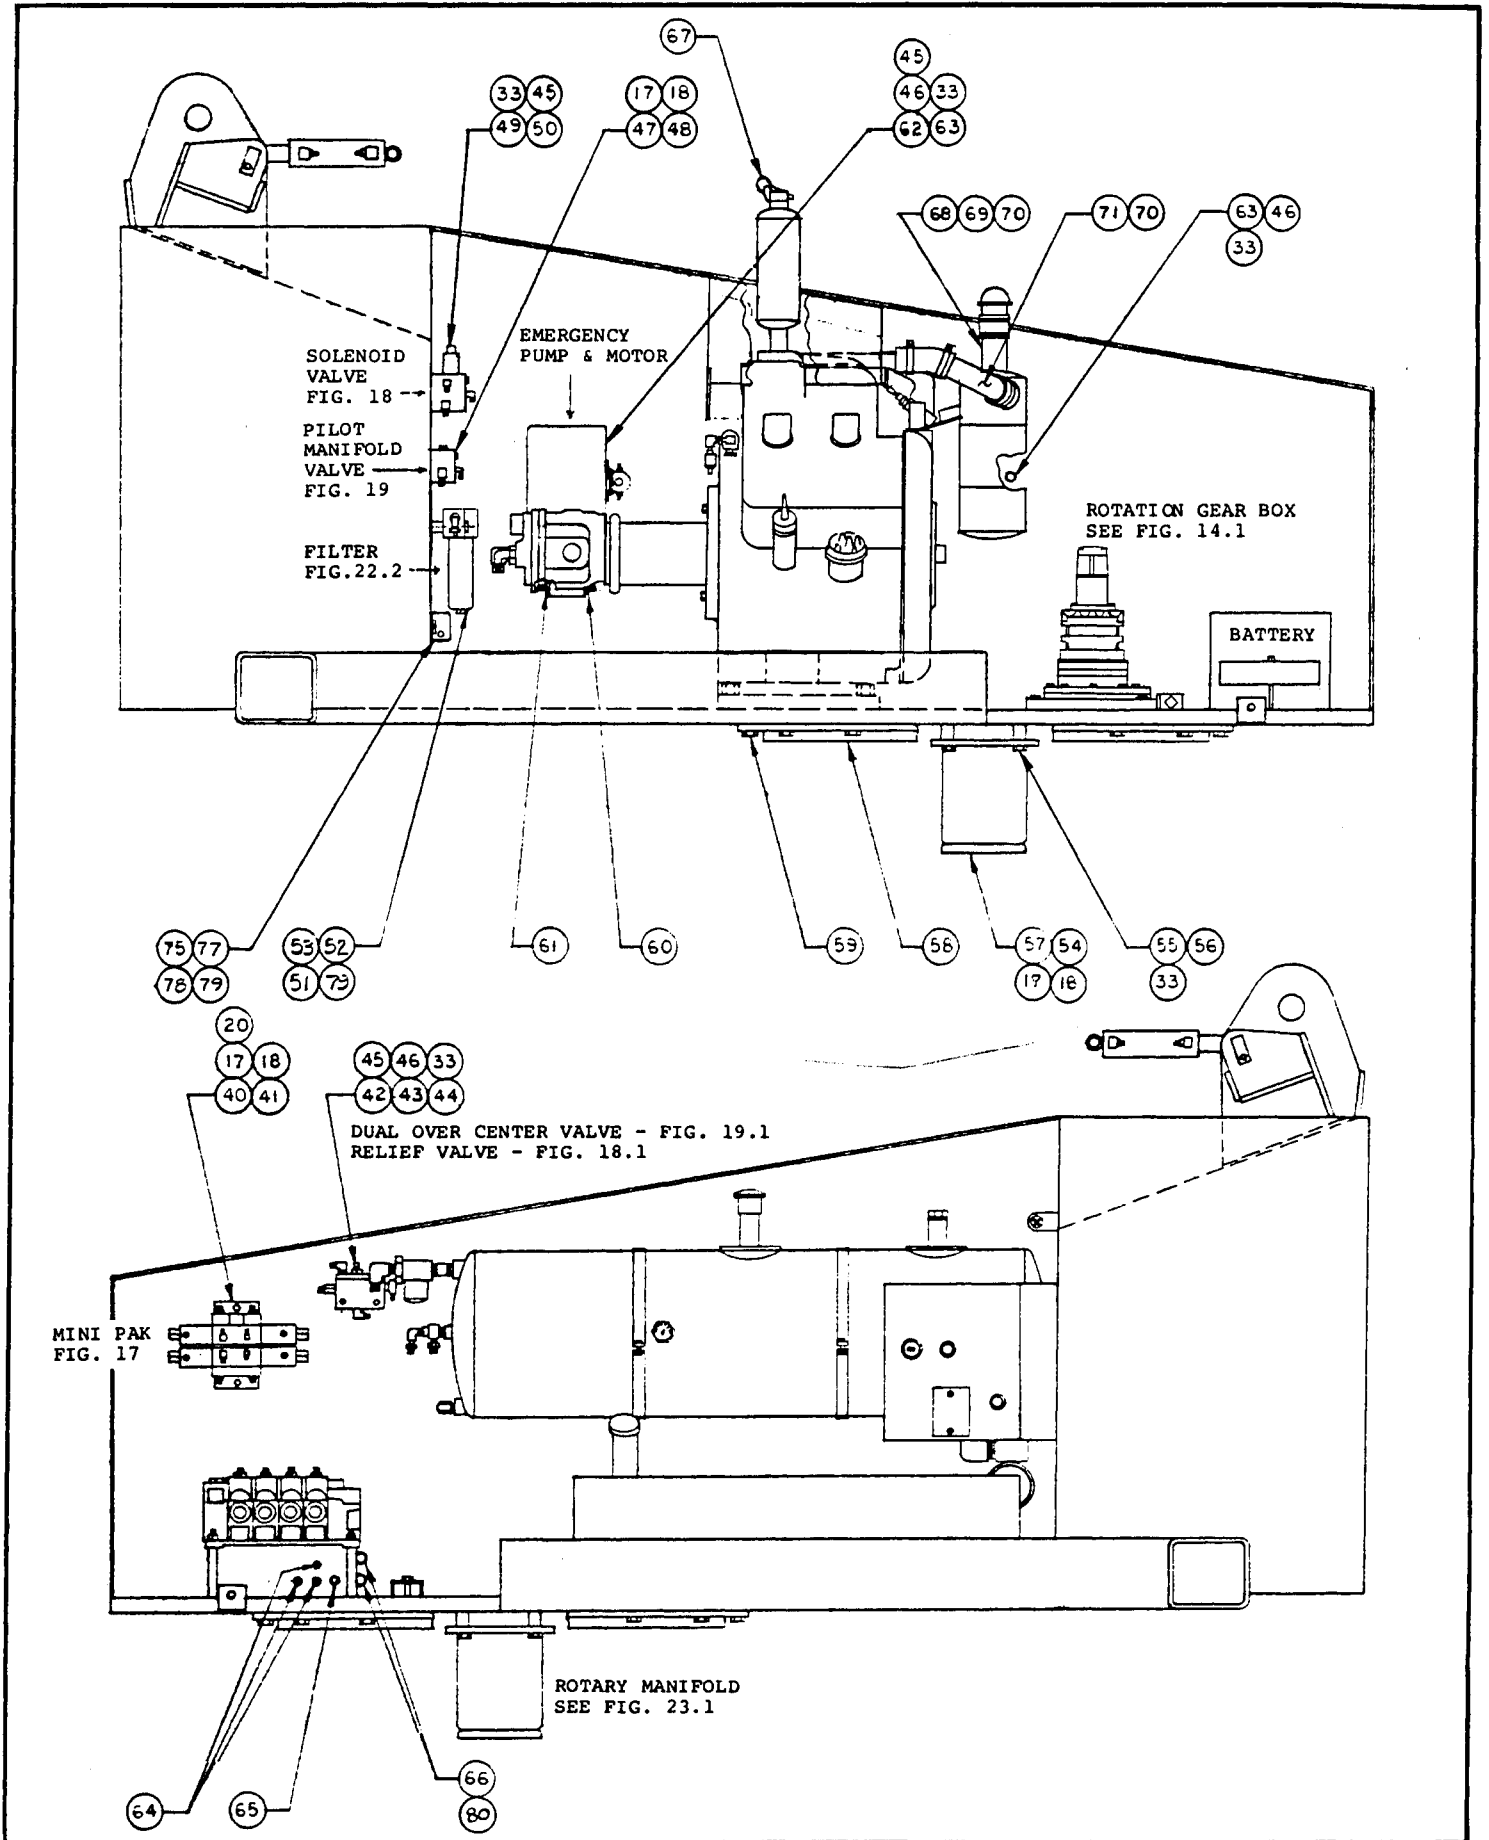 67
45
33 45
17 18
46 33
49 50
47 48
62 63
68 69 70
71 70
63 46
33
EMERGENCY
PUMP & MOTOR
SOLENOID
VALVE
FIG. 18
PILOT
MANIFOLD
VALVE
FIG. 19
FILTER
FIG.22.2
ROTATION GEAR BOX
SEE FIG. 14.1
BATTERY
75 77
53 52
61
60
59
58
57 54
55 56
78 79
51 79
17 18
33
20
17 18
45 46 33
40 41
42 43 44
DUAL OVER CENTER VALVE - FIG. 19.1
RELIEF VALVE - FIG. 18.1
MINI PAK
FIG. 17
ROTARY MANIFOLD
SEE FIG. 23.1
66
64
65
80